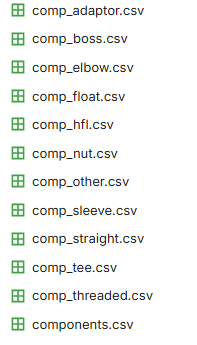 comp_adaptor.csv
comp_boss.csv
comp_elbow.csv
comp_float.csv
comp_hfl.csv
comp_nut.csv
comp_other.csv
comp_sleeve.csv
comp_straight.csv
comp_tee.csv
comp_threaded.csv
components.csv